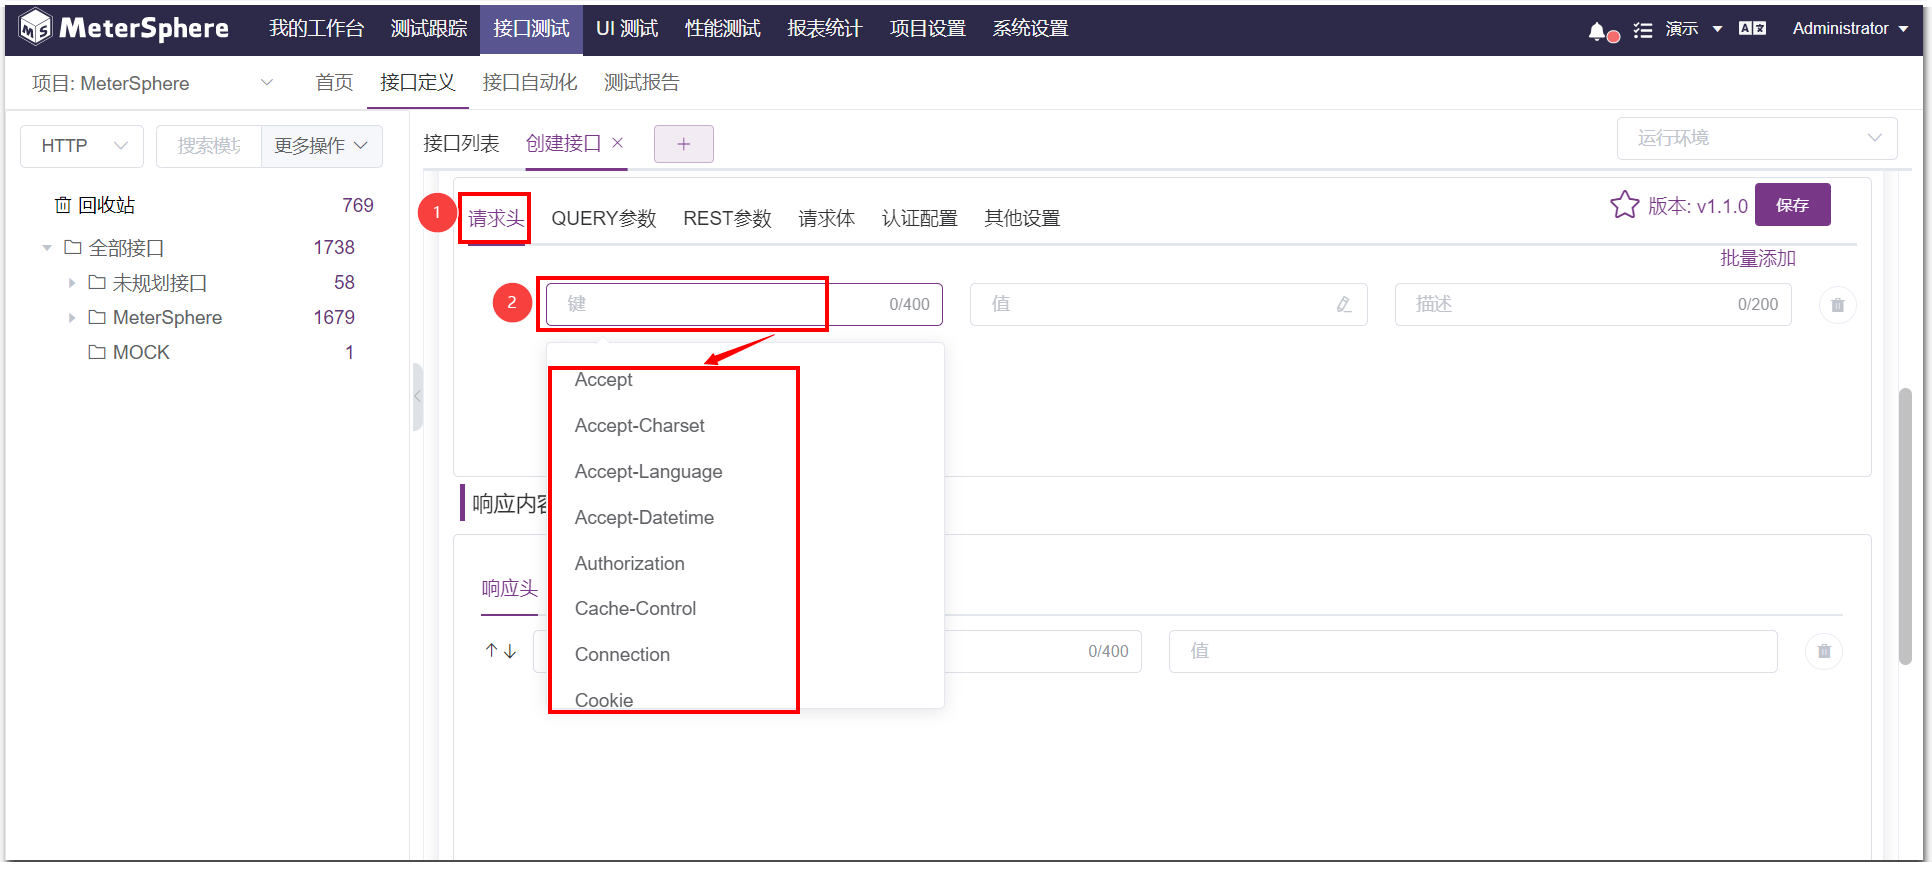 MeterSphere 我的工作台 测试跟踪 接口测试 UI 测试 性能测试 报表统计 项目设置 系统设置 演示 Administrator
项目: MeterSphere 首页 接口定义 接口自动化 测试报告
HTTP 搜索模块 更多操作
回收站 769
全部接口 1738
未规划接口 58
MeterSphere 1679
MOCK 1
接口列表 创建接口 × + 运行环境
1 请求头 QUERY参数 REST参数 请求体 认证配置 其他设置 版本: v1.1.0 保存
批量添加
2 键 0/400 值 描述 0/200
Accept
Accept-Charset
Accept-Language
Accept-Datetime
Authorization
Cache-Control
Connection
Cookie
响应内容
响应头
0/400 值